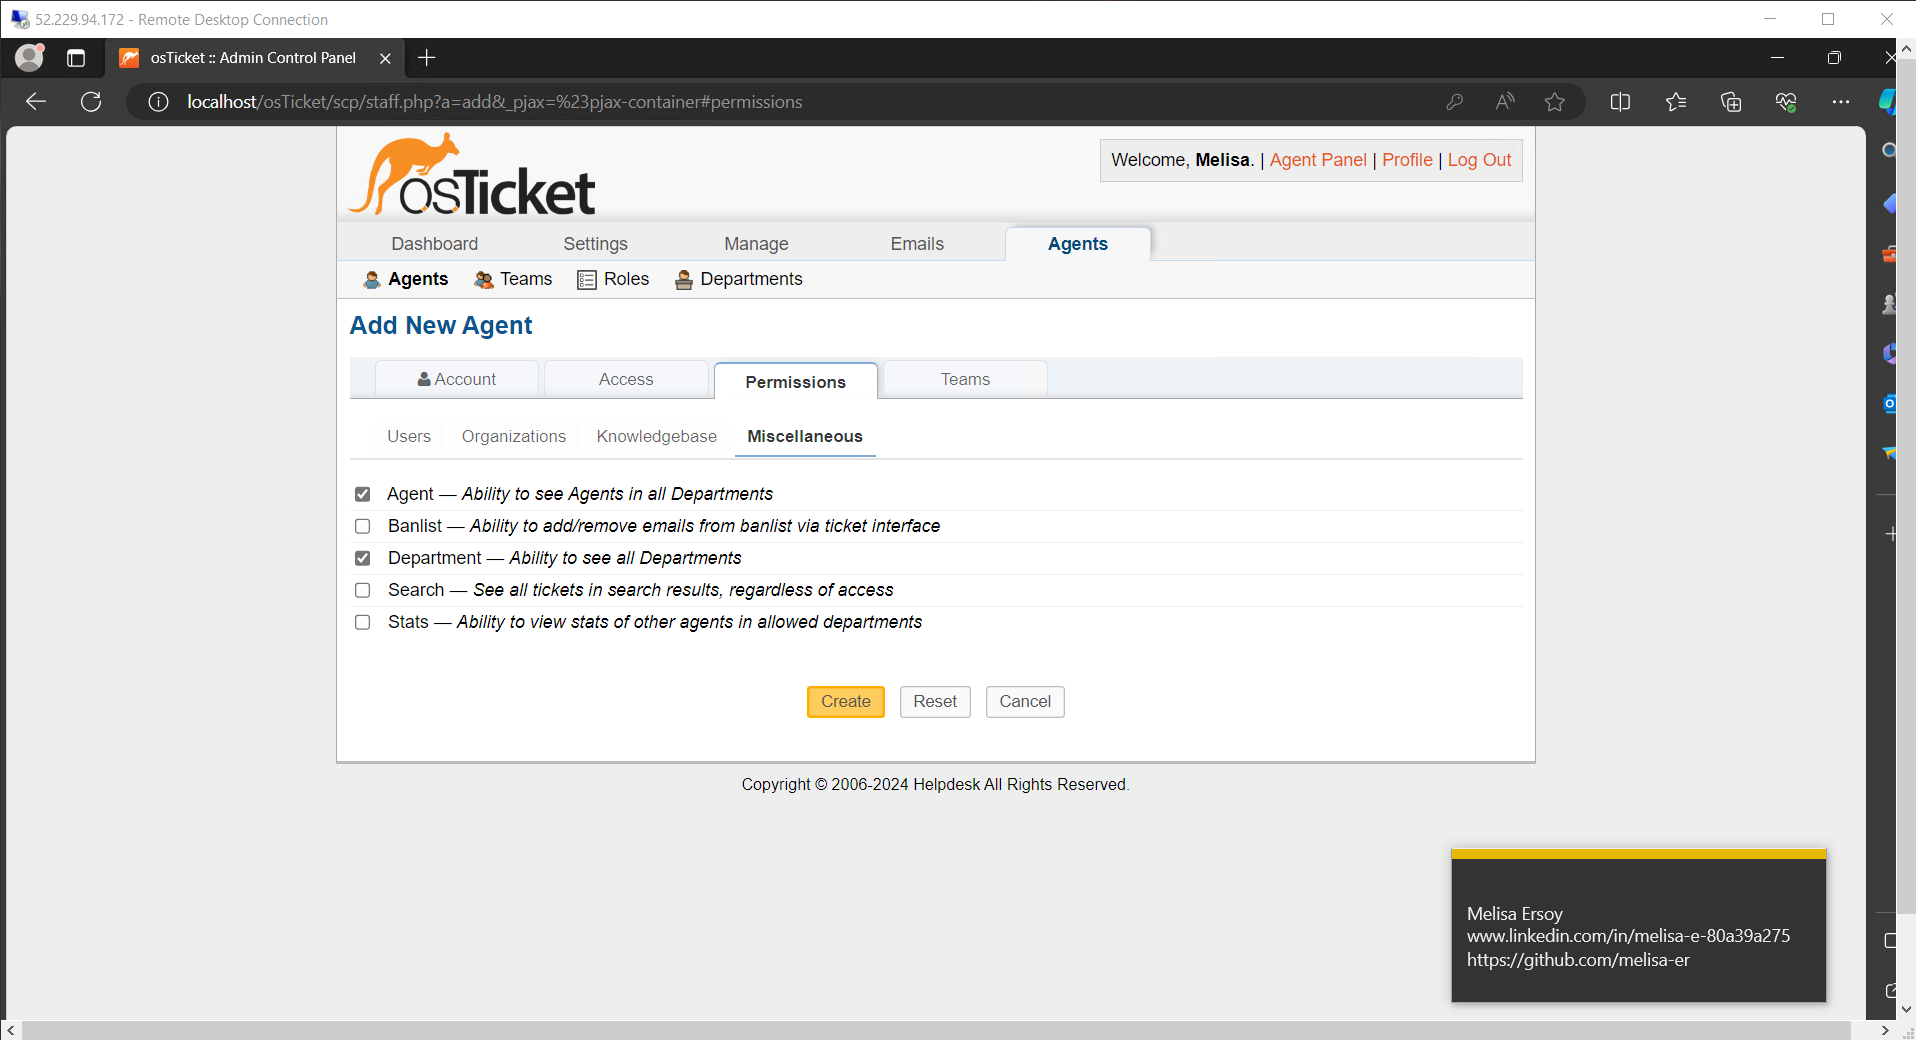 52.229.94.172 - Remote Desktop Connection
osTicket :: Admin Control Panel
localhost/osTicket/scp/staff.php?a=add&_pjax=%23pjax-container#permissions
osTicket
Welcome, Melisa. | Agent Panel | Profile | Log Out
Dashboard Settings Manage Emails Agents
Agents Teams Roles Departments
Add New Agent
Account Access Permissions Teams
Users Organizations Knowledgebase Miscellaneous
Agent — Ability to see Agents in all Departments
Banlist — Ability to add/remove emails from banlist via ticket interface
Department — Ability to see all Departments
Search — See all tickets in search results, regardless of access
Stats — Ability to view stats of other agents in allowed departments
Create Reset Cancel
Copyright © 2006-2024 Helpdesk All Rights Reserved.
Melisa Ersoy
www.linkedin.com/in/melisa-e-80a39a275
https://github.com/melisa-er